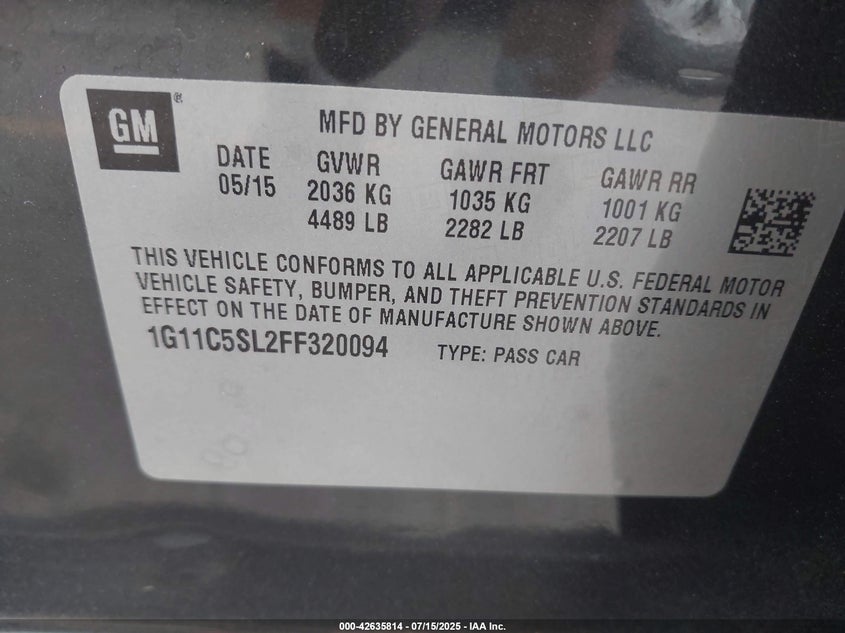 GM®
MFD BY GENERAL MOTORS LLC
DATE GVWR GAWR FRT GAWR RR
05/15 2036 KG 1035 KG 1001 KG
4489 LB 2282 LB 2207 LB
THIS VEHICLE CONFORMS TO ALL APPLICABLE U.S. FEDERAL MOTOR
VEHICLE SAFETY, BUMPER, AND THEFT PREVENTION STANDARDS IN
EFFECT ON THE DATE OF MANUFACTURE SHOWN ABOVE.
1G11C5SL2FF320094 TYPE: PASS CAR
000-42635814 - 07/15/2025 - IAA Inc.